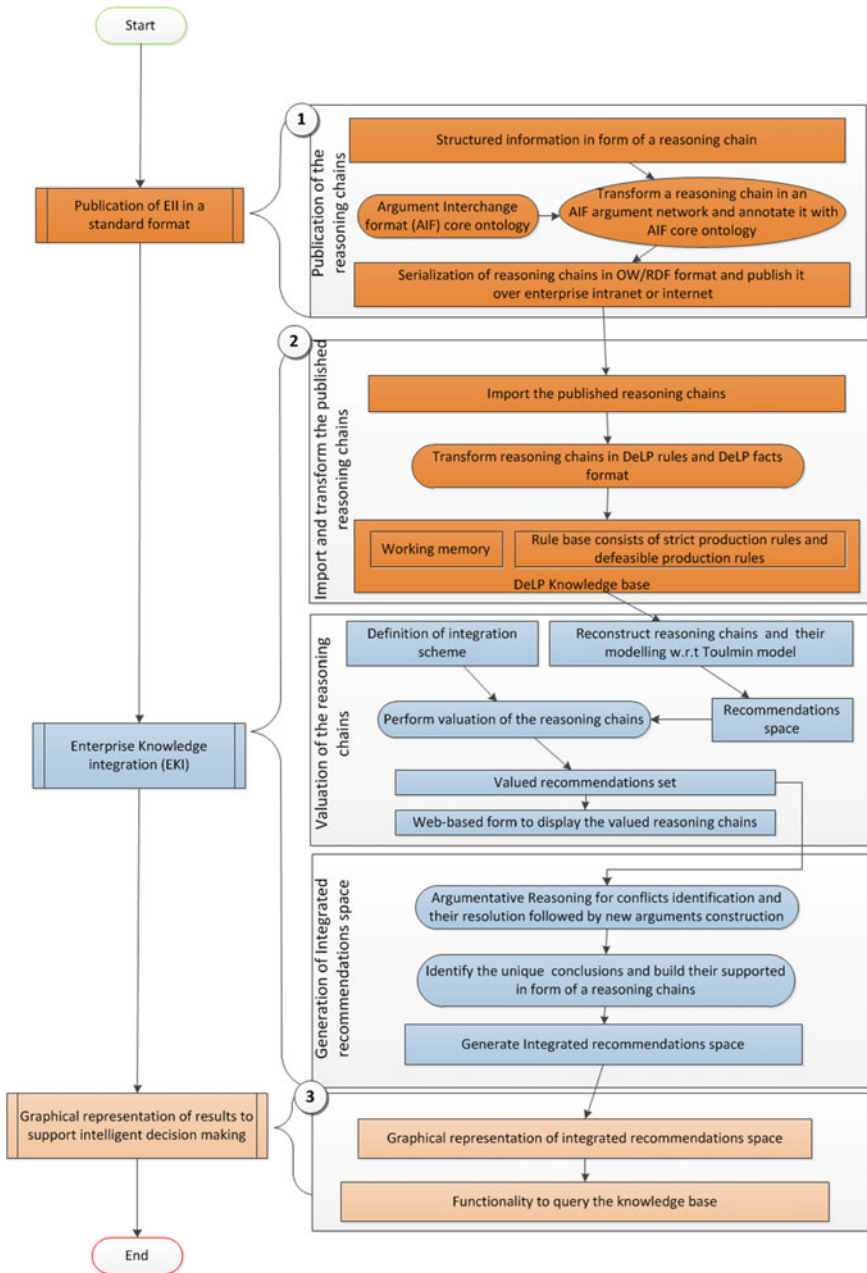 Start
Publication of EII in a
standard format
1
Publication of the
reasoning chains
Structured information in form of a reasoning chain
Argument Interchange
format (AIF) core ontology
Transform a reasoning chain in an
AIF argument network and annotate it with
AIF core ontology
Serialization of reasoning chains in OW/RDF format and publish it
over enterprise intranet or internet
2
Import and transform the published
reasoning chains
Import the published reasoning chains
Transform reasoning chains in DeLP rules and DeLP facts
format
Working memory
Rule base consists of strict production rules and
defeasible production rules
DeLP Knowledge base
Enterprise Knowledge
integration (EKI)
Valuation of the reasoning
chains
Definition of integration
scheme
Reconstruct reasoning chains and their
modelling w.r.t Toulmin model
Perform valuation of the reasoning chains
Recommendations
space
Valued recommendations set
Web-based form to display the valued reasoning chains
Generation of Integrated
recommendations space
Argumentative Reasoning for conflicts identification and
their resolution followed by new arguments construction
Identify the unique conclusions and build their supported
in form of a reasoning chains
Generate Integrated recommendations space
Graphical representation of results to
support intelligent decision making
3
Graphical representation of integrated recommendations space
Functionality to query the knowledge base
End